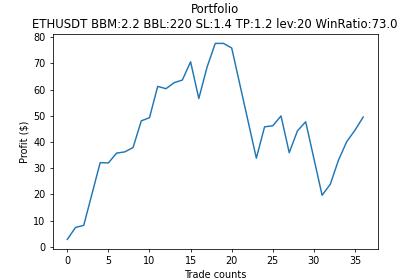 Portfolio
ETHUSDT BBM:2.2 BBL:220 SL:1.4 TP:1.2 lev:20 WinRatio:73.0
80
70
60
50
40
30
20
10
0
Profit ($)
0 5 10 15 20 25 30 35
Trade counts